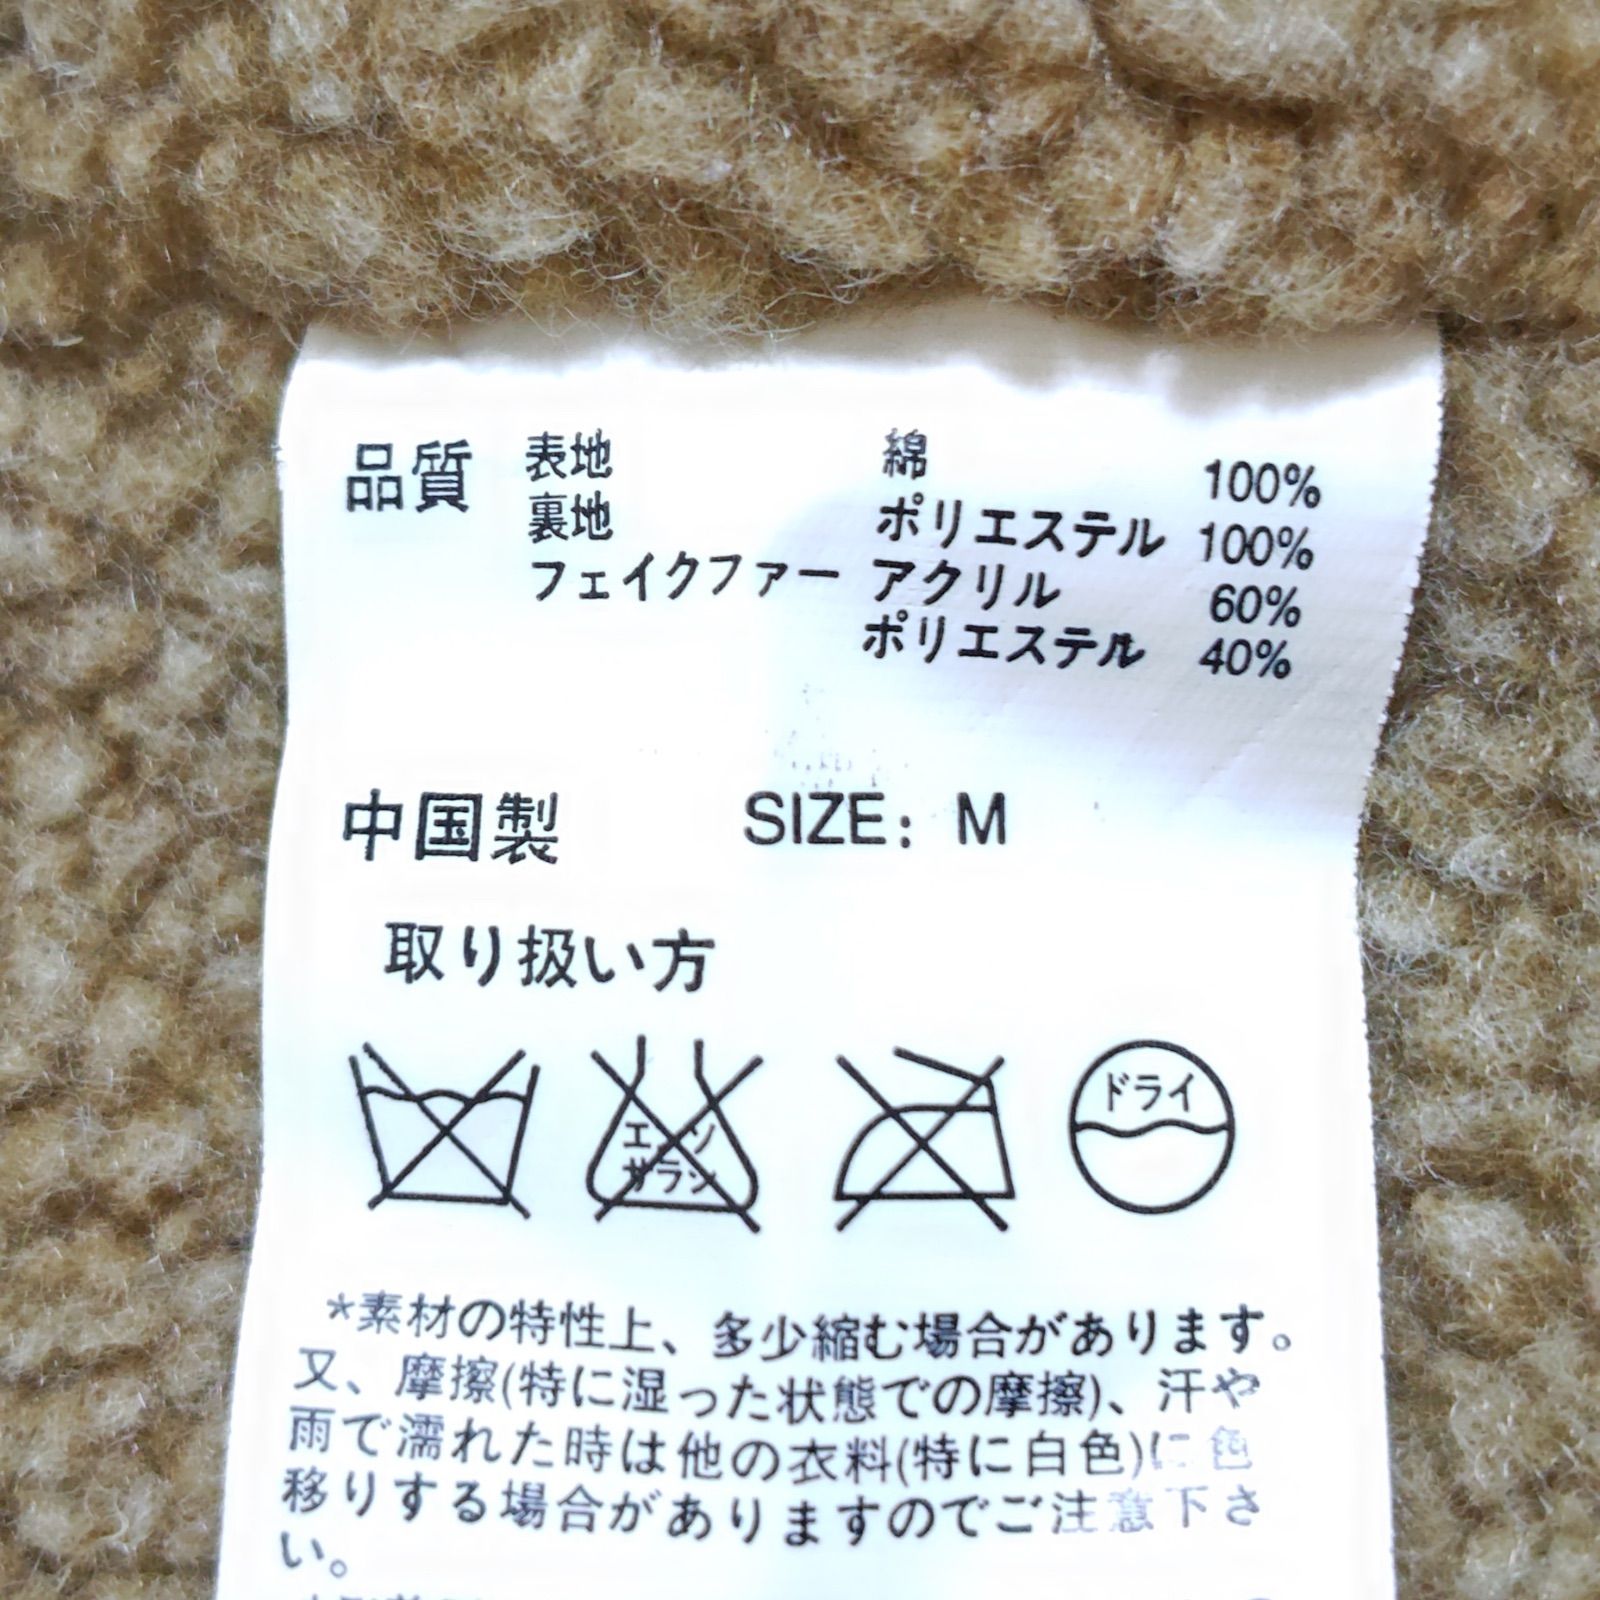 品質 表地 綿 100%
裏地 ポリエステル 100%
フェイクファー アクリル 60%
ポリエステル 40%
中国製 SIZE：M
取り扱い方
エンソ
サラシ
ドライ
*素材の特性上、多少縮む場合があります。
又、摩擦(特に湿った状態での摩擦)、汗や
雨で濡れた時は他の衣料(特に白色)に色
移りする場合がありますのでご注意下さ
い。